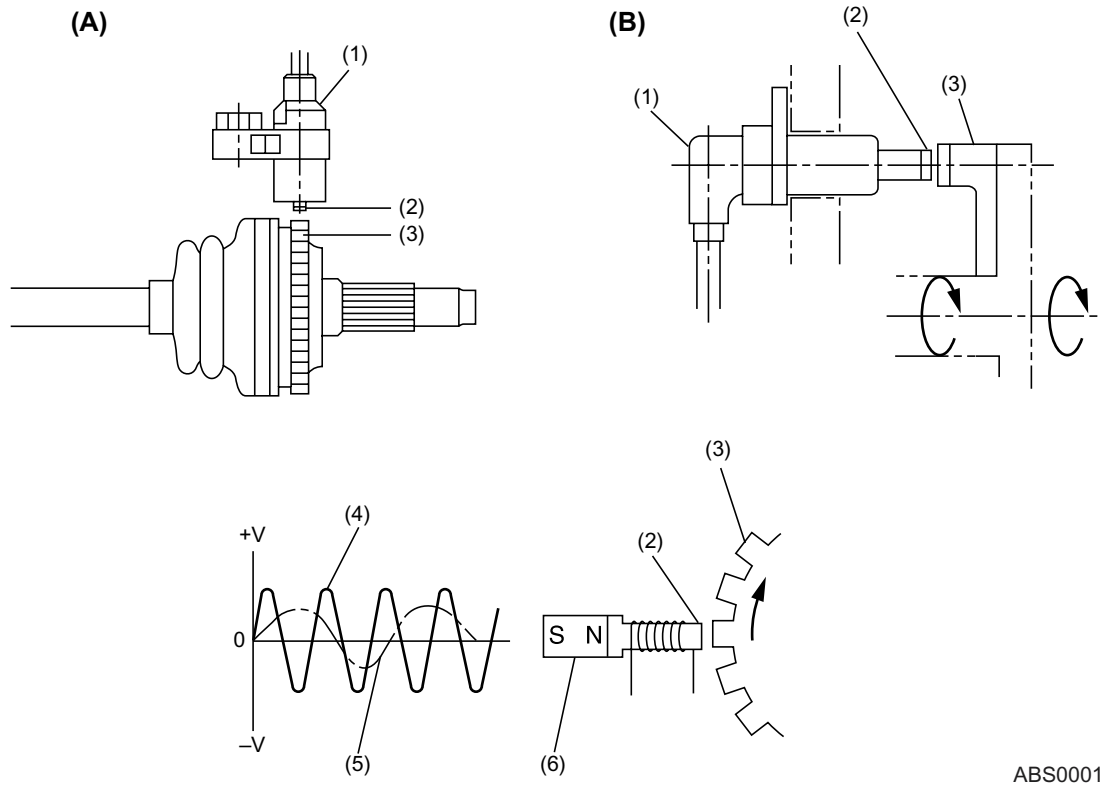 (A)
(1)
(2)
(3)
(B)
(2)
(3)
(1)
(4)
+V
0
–V
(5)
(3)
(2)
S N
(6)
ABS0001